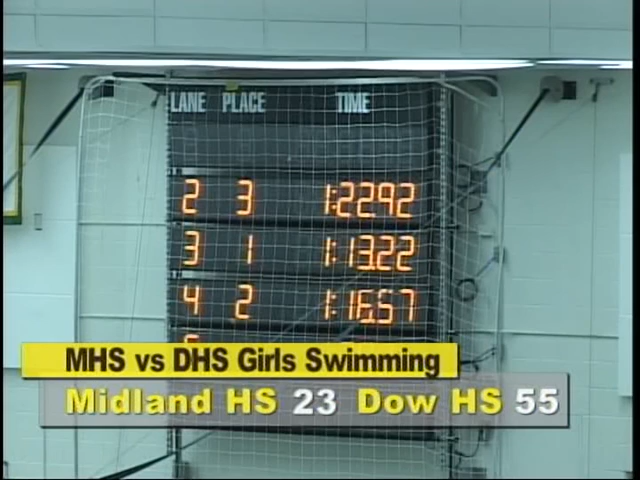 LANE PLACE TIME
2 3 1:22.92
3 1 1:13.22
4 2 1:16.57
MHS vs DHS Girls Swimming
Midland HS 23 Dow HS 55